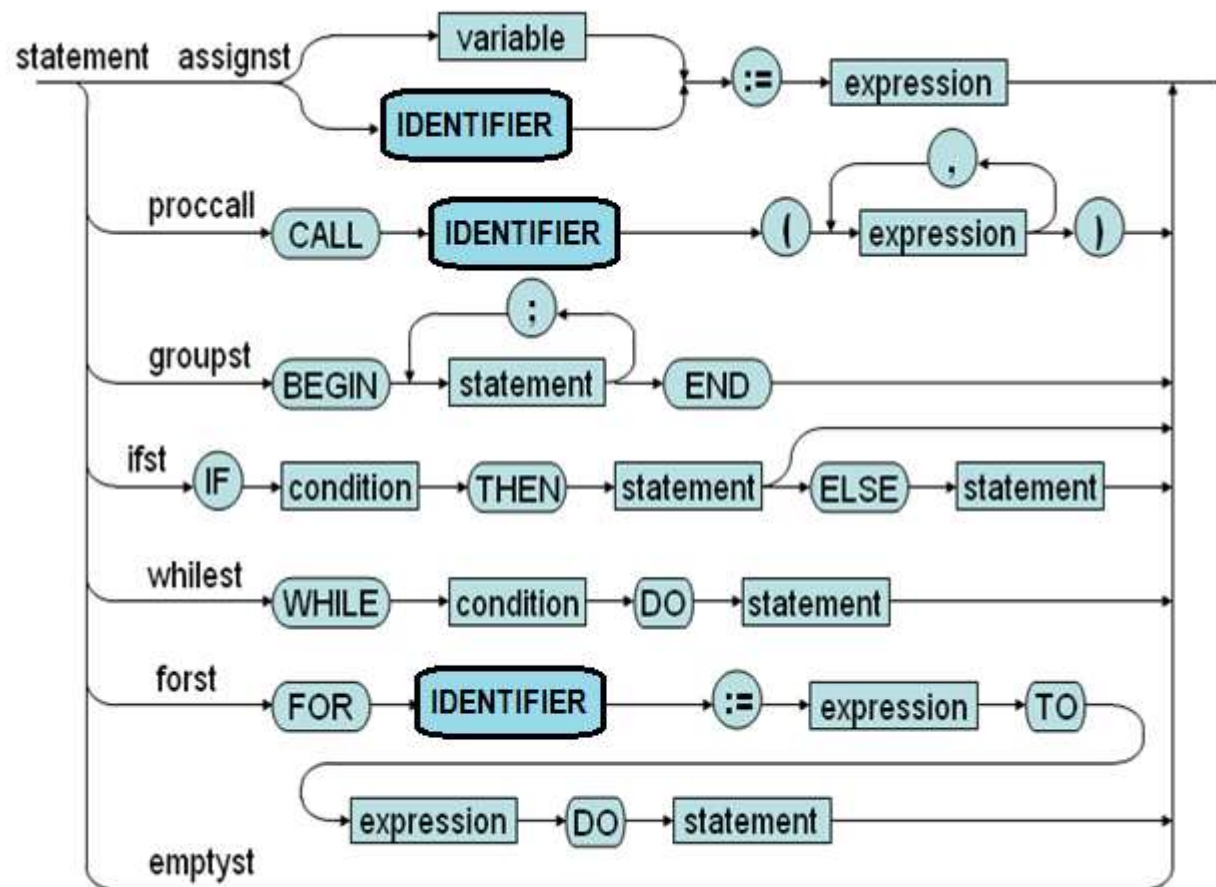 variable
statement assignst := expression
IDENTIFIER
,
proccall CALL IDENTIFIER ( expression )
;
groupst BEGIN statement END
ifst IF condition THEN statement ELSE statement
whilest WHILE condition DO statement
forst FOR IDENTIFIER := expression TO
expression DO statement
emptyst